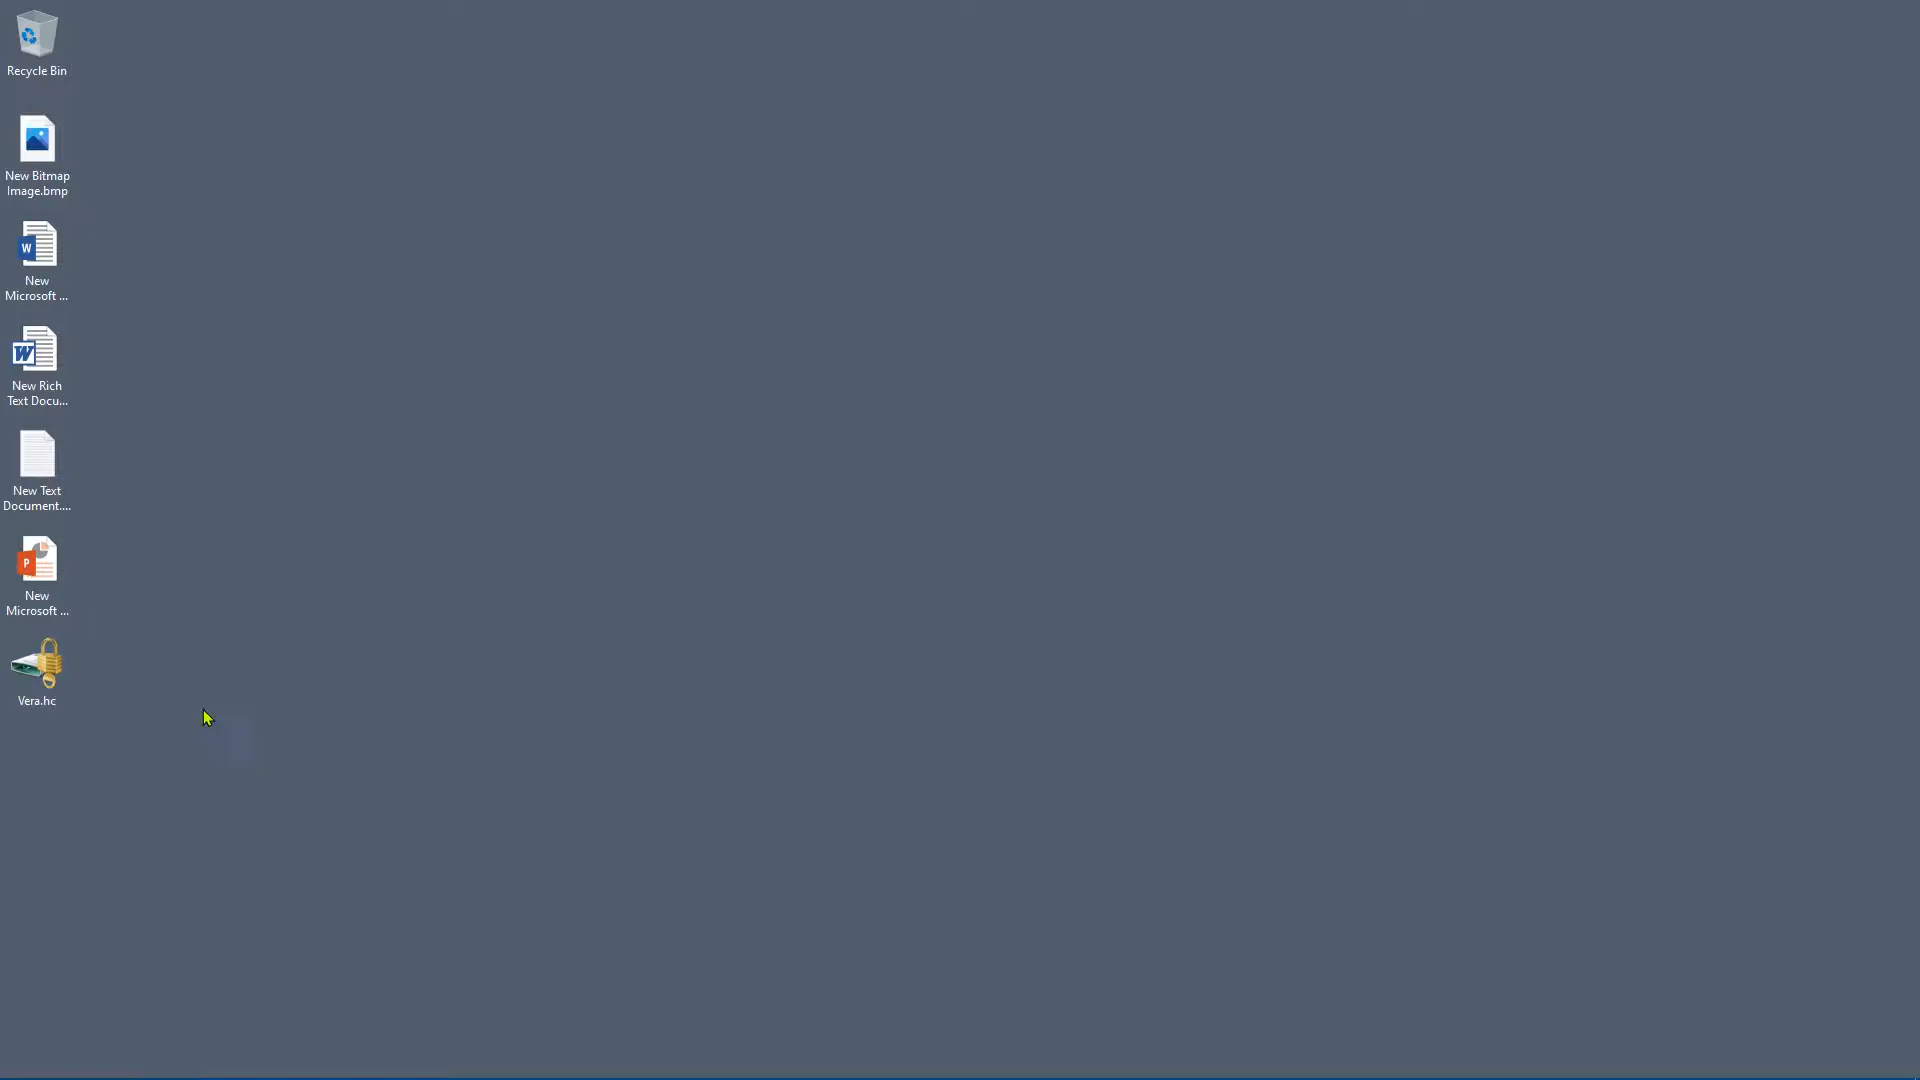 Recycle Bin
New Bitmap
Image.bmp
W
New
Microsoft ...
W
New Rich
Text Docu...
New Text
Document....
P
New
Microsoft ...
Vera.hc